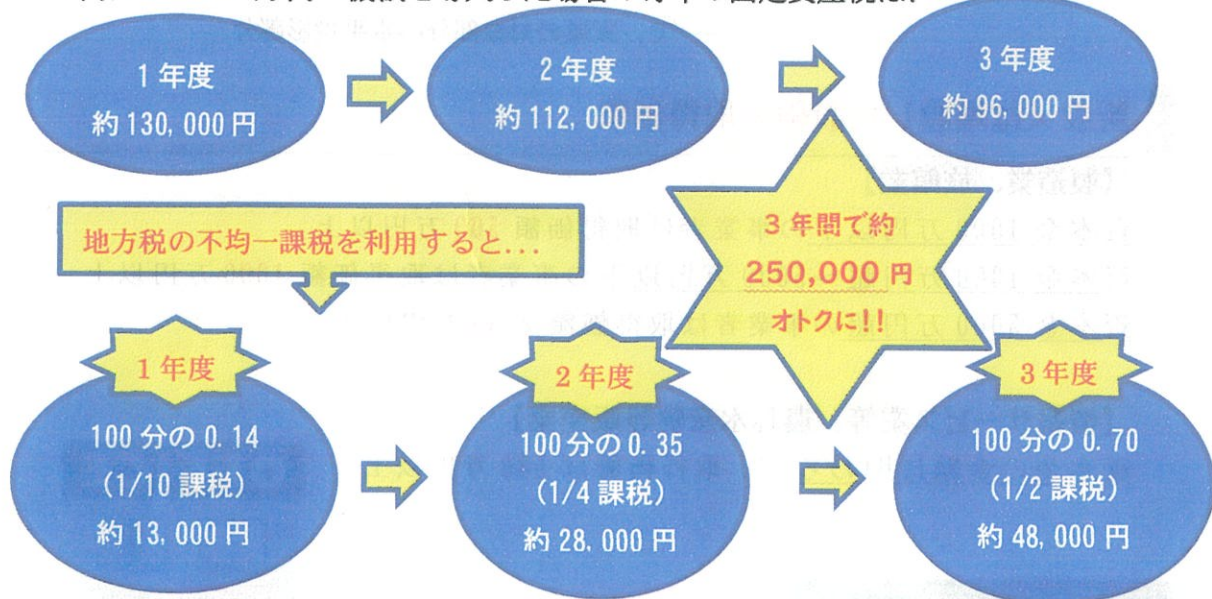 1年度
約130,000円
2年度
約112,000円
3年度
約96,000円
地方税の不均一課税を利用すると...
3年間で約
250,000円
オトクに!!
1年度
100分の0.14
(1/10課税)
約13,000円
2年度
100分の0.35
(1/4課税)
約28,000円
3年度
100分の0.70
(1/2課税)
約48,000円